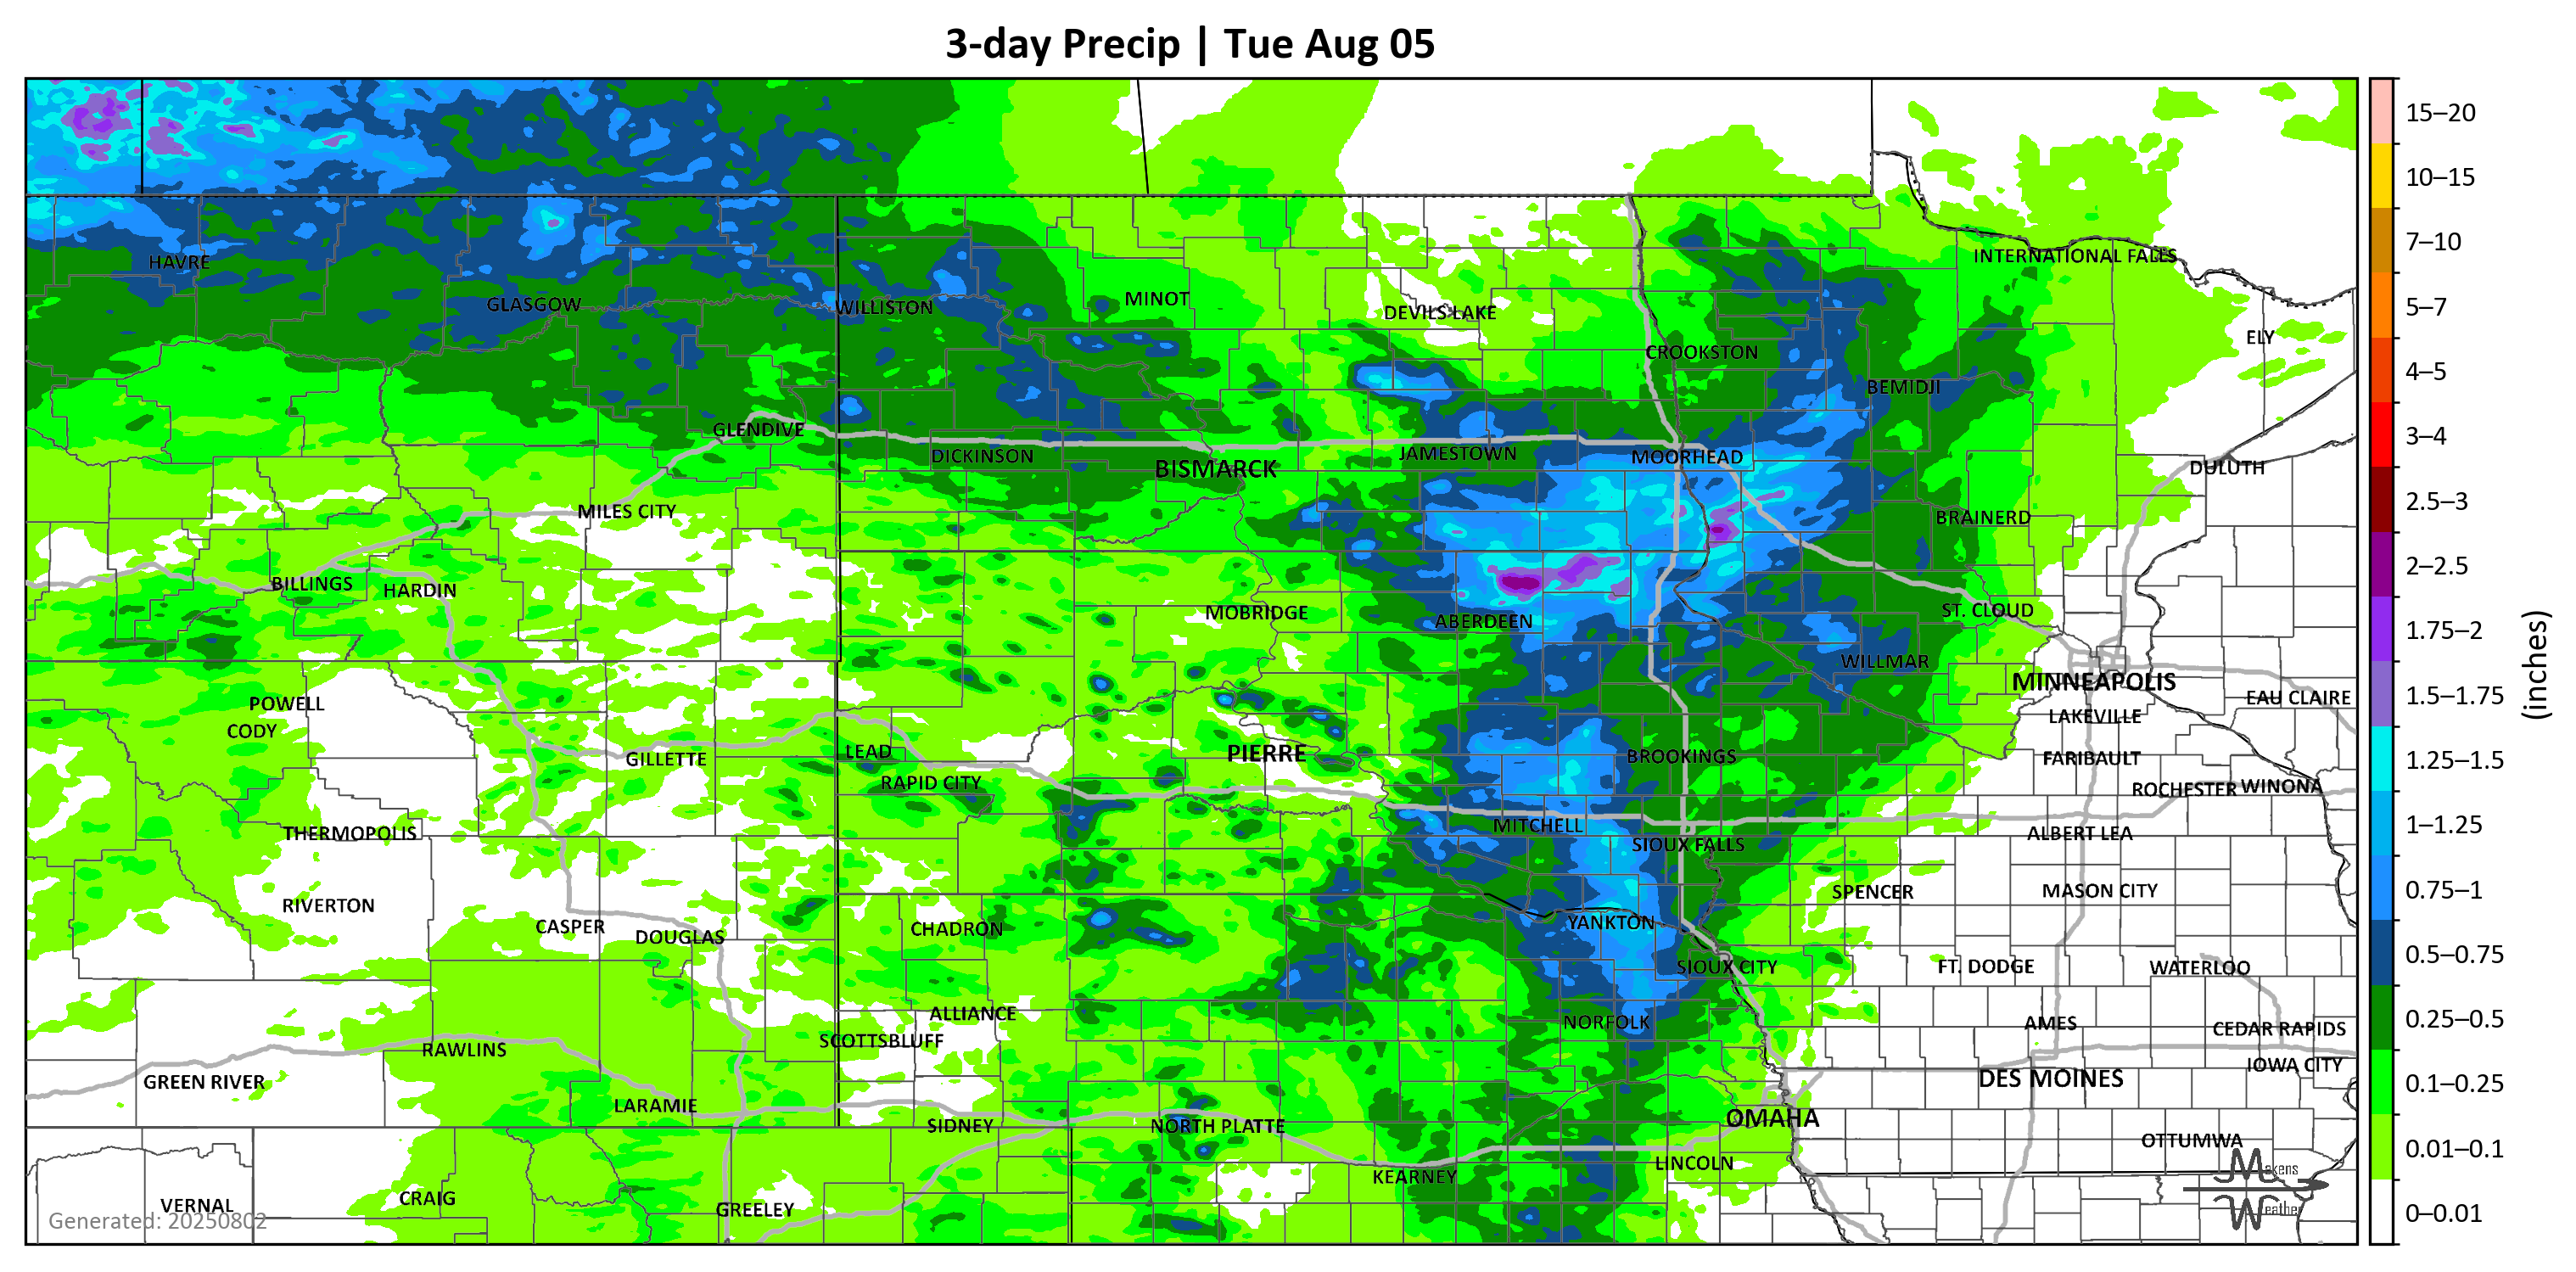 3-day Precip | Tue Aug 05
15–20
10–15
7–10
5–7
4–5
3–4
2.5–3
2–2.5
1.75–2
1.5–1.75
1.25–1.5
1–1.25
0.75–1
0.5–0.75
0.25–0.5
0.1–0.25
0.01–0.1
0–0.01
(inches)
INTERNATIONAL FALLS
HAVRE
GLASGOW
WILLISTON
MINOT
DEVILS LAKE
ELY
CROOKSTON
BEMIDJI
GLENDIVE
DICKINSON
BISMARCK
JAMESTOWN
MOORHEAD
DULUTH
MILES CITY
BRAINERD
BILLINGS
HARDIN
MOBRIDGE
ABERDEEN
ST. CLOUD
WILLMAR
MINNEAPOLIS
EAU CLAIRE
POWELL
CODY
LAKEVILLE
GILLETTE
LEAD
PIERRE
BROOKINGS
FARIBAULT
RAPID CITY
ROCHESTER
WINONA
THERMOPOLIS
MITCHELL
ALBERT LEA
SIOUX FALLS
RIVERTON
SPENCER
MASON CITY
CASPER
DOUGLAS
CHADRON
YANKTON
SIOUX CITY
FT. DODGE
WATERLOO
ALLIANCE
NORFOLK
AMES
CEDAR RAPIDS
SCOTTSBLUFF
RAWLINS
IOWA CITY
GREEN RIVER
DES MOINES
LARAMIE
SIDNEY
NORTH PLATTE
OMAHA
OTTUMWA
LINCOLN
KEARNEY
VERNAL
CRAIG
GREELEY
Generated: 20250802
Makens
Weather